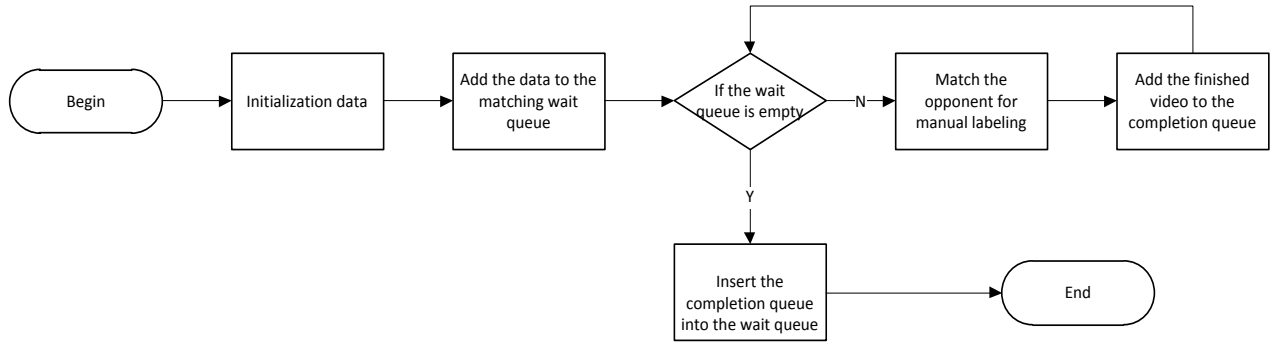 Begin
Initialization data
Add the data to the
matching wait
queue
If the wait
queue is empty
N
Match the
opponent for
manual labeling
Add the finished
video to the
completion queue
Y
Insert the
completion queue
into the wait queue
End